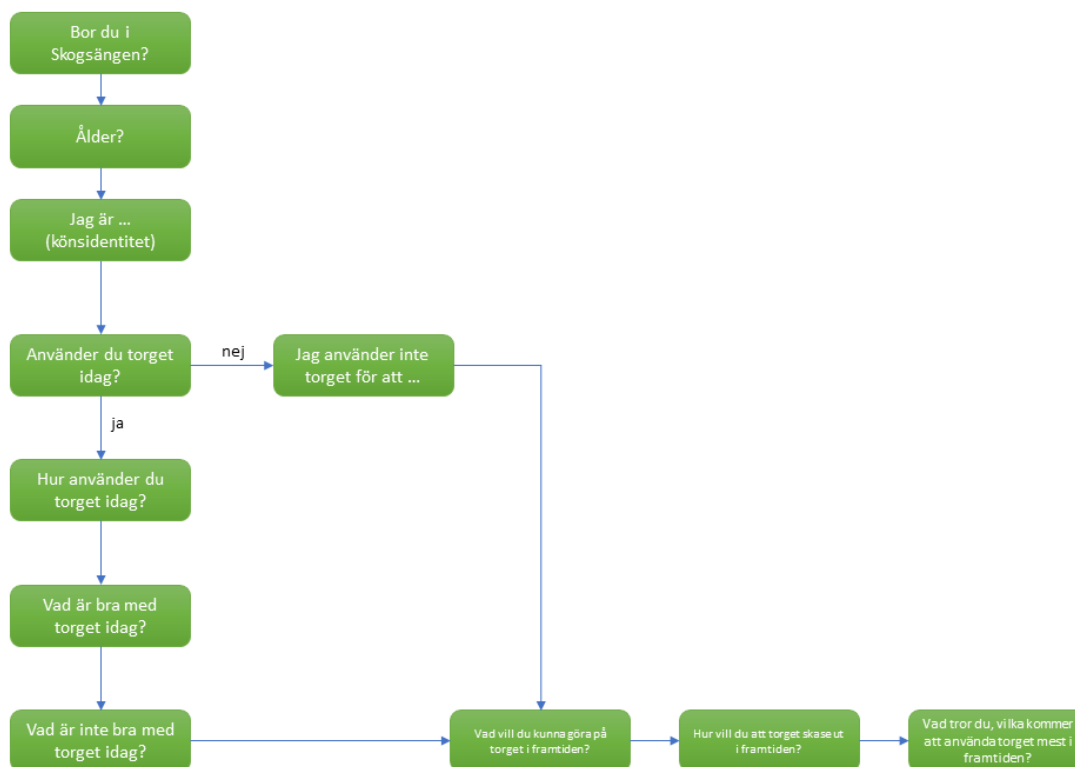 Bor du i
Skogsängen?
Ålder?
Jag är ...
(könsidentitet)
Använder du torget
idag?
nej
Jag använder inte
torget för att ...
ja
Hur använder du
torget idag?
Vad är bra med
torget idag?
Vad är inte bra med
torget idag?
Vad vill du kunna göra på
torget i framtiden?
Hur vill du att torget ska se ut
i framtiden?
Vad tror du, vilka kommer
att använda torget mest i
framtiden?